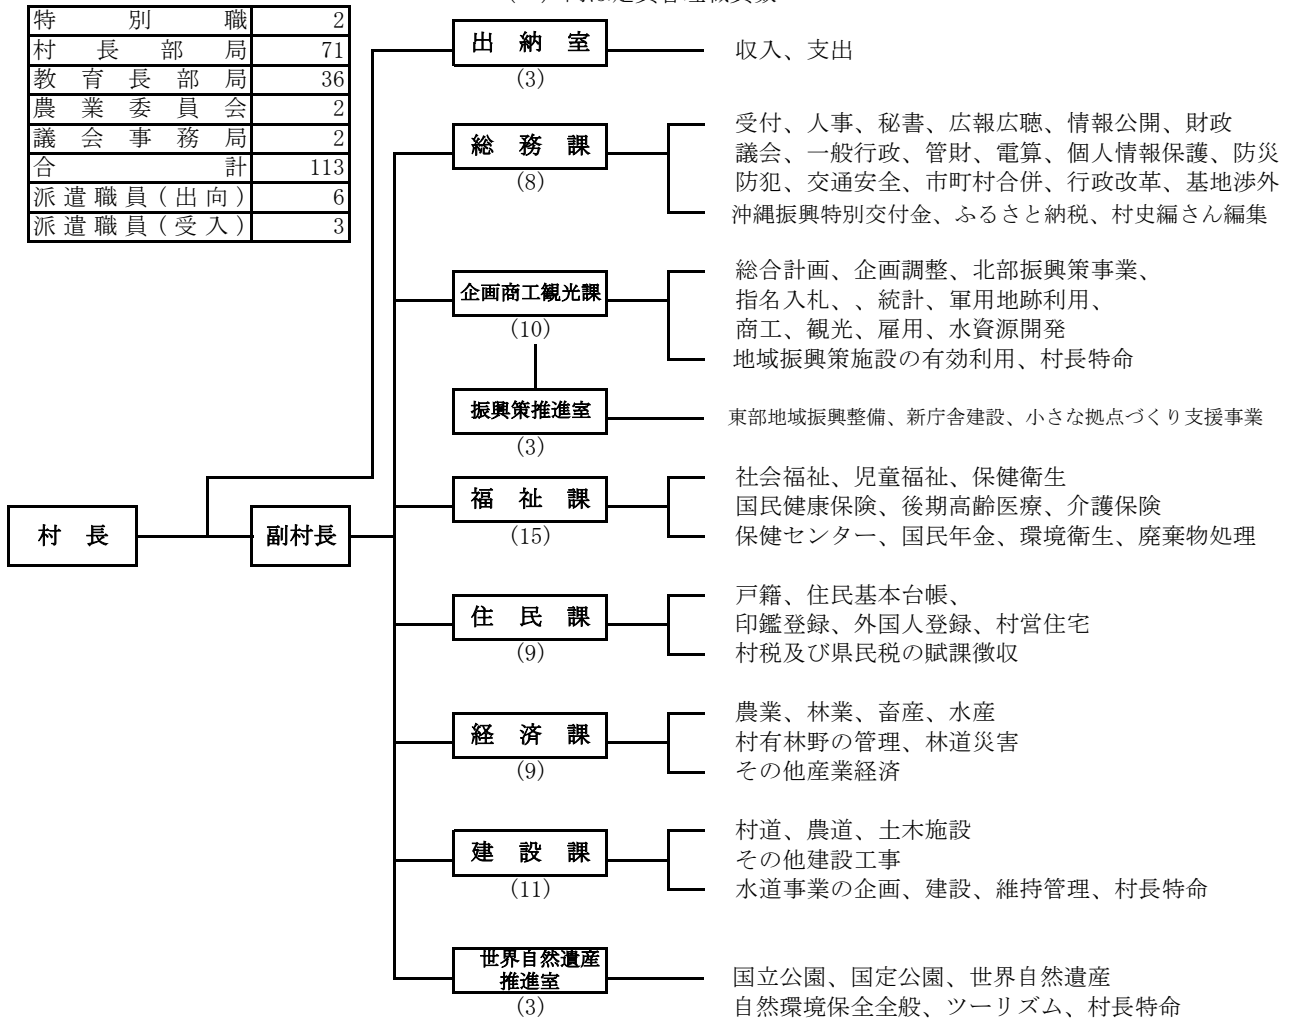 特別職 2
村長部局 71
教育長部局 36
農業委員会 2
議会事務局 2
合計 113
派遣職員(出向) 6
派遣職員(受入) 3
出納室
(3)
収入、支出
総務課
(8)
受付、人事、秘書、広報広聴、情報公開、財政
議会、一般行政、管財、電算、個人情報保護、防災
防犯、交通安全、市町村合併、行政改革、基地渉外
沖縄振興特別交付金、ふるさと納税、村史編さん編集
企画商工観光課
(10)
総合計画、企画調整、北部振興策事業、
指名入札、、統計、軍用地跡利用、
商工、観光、雇用、水資源開発
地域振興策施設の有効利用、村長特命
振興策推進室
(3)
東部地域振興整備、新庁舎建設、小さな拠点づくり支援事業
村長
副村長
福祉課
(15)
社会福祉、児童福祉、保健衛生
国民健康保険、後期高齢医療、介護保険
保健センター、国民年金、環境衛生、廃棄物処理
住民課
(9)
戸籍、住民基本台帳、
印鑑登録、外国人登録、村営住宅
村税及び県民税の賦課徴収
経済課
(9)
農業、林業、畜産、水産
村有林野の管理、林道災害
その他産業経済
建設課
(11)
村道、農道、土木施設
その他建設工事
水道事業の企画、建設、維持管理、村長特命
世界自然遺産
推進室
(3)
国立公園、国定公園、世界自然遺産
自然環境保全全般、ツーリズム、村長特命